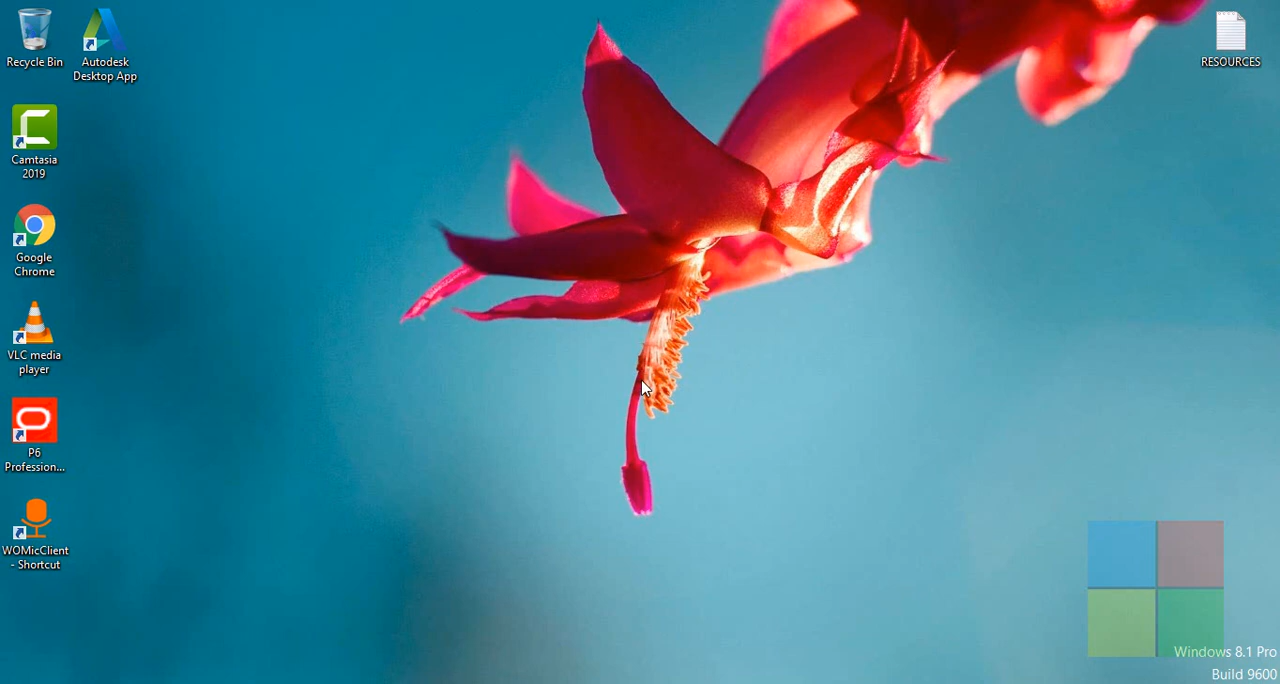 Recycle Bin
Autodesk
Desktop App
RESOURCES
Camtasia
2019
Google
Chrome
VLC media
player
P6
Profession...
WOMicClient
- Shortcut
Windows 8.1 Pro
Build 9600